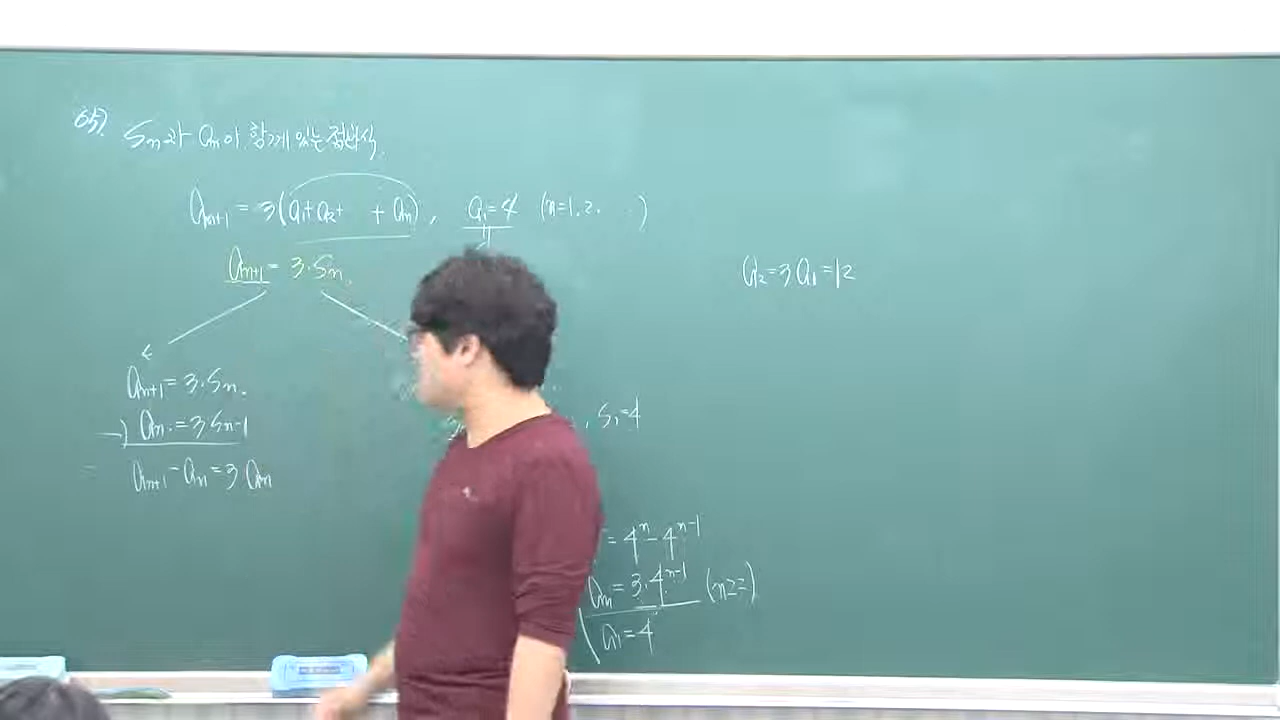 65). Sn과 an이 함께 있는 점화식.
an+1 = 3(a1+a2+ + an), a1=4 (n=1.2. )
an+1 = 3·Sn.
a2=3a1=12
an+1 = 3·Sn.
-) an. = 3Sn-1
, S1=4
an+1-an=3an
= 4^n-4^n-1
an = 3.4^n-1 (n≥2)
a1=4